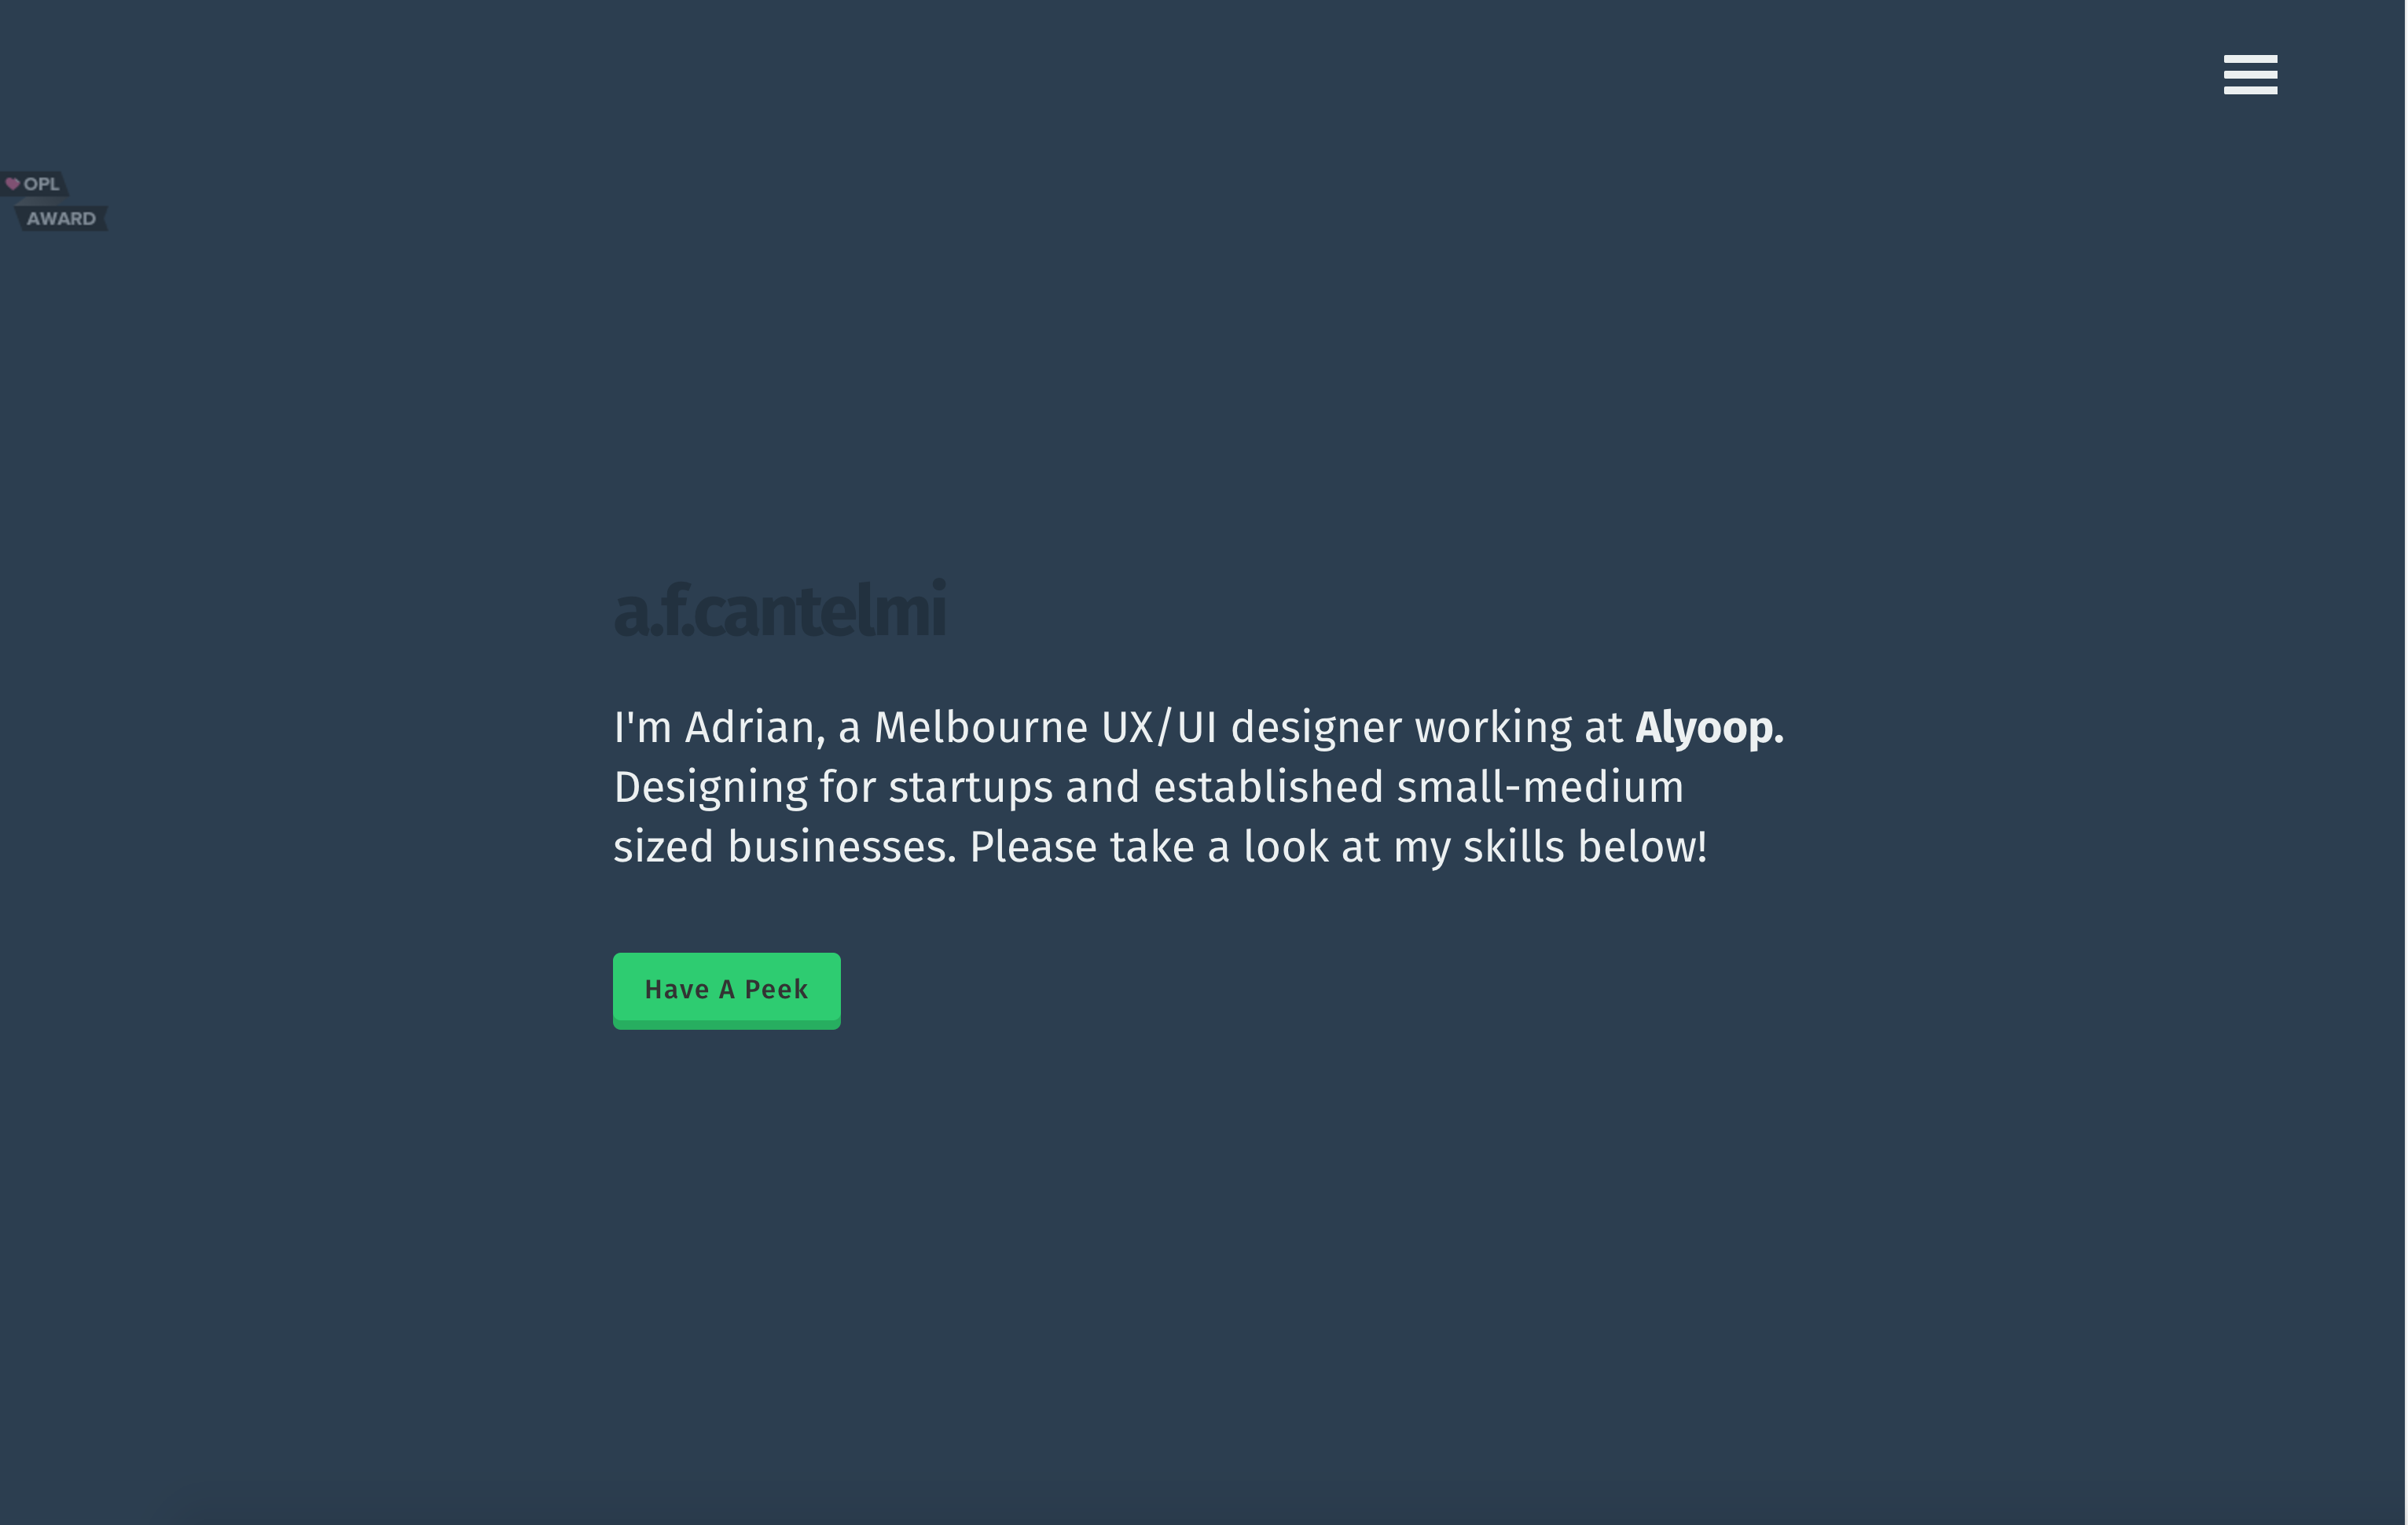 OPL
AWARD
a.f.cantelmi
I'm Adrian, a Melbourne UX/UI designer working at Alyoop.
Designing for startups and established small-medium
sized businesses. Please take a look at my skills below!
Have A Peek